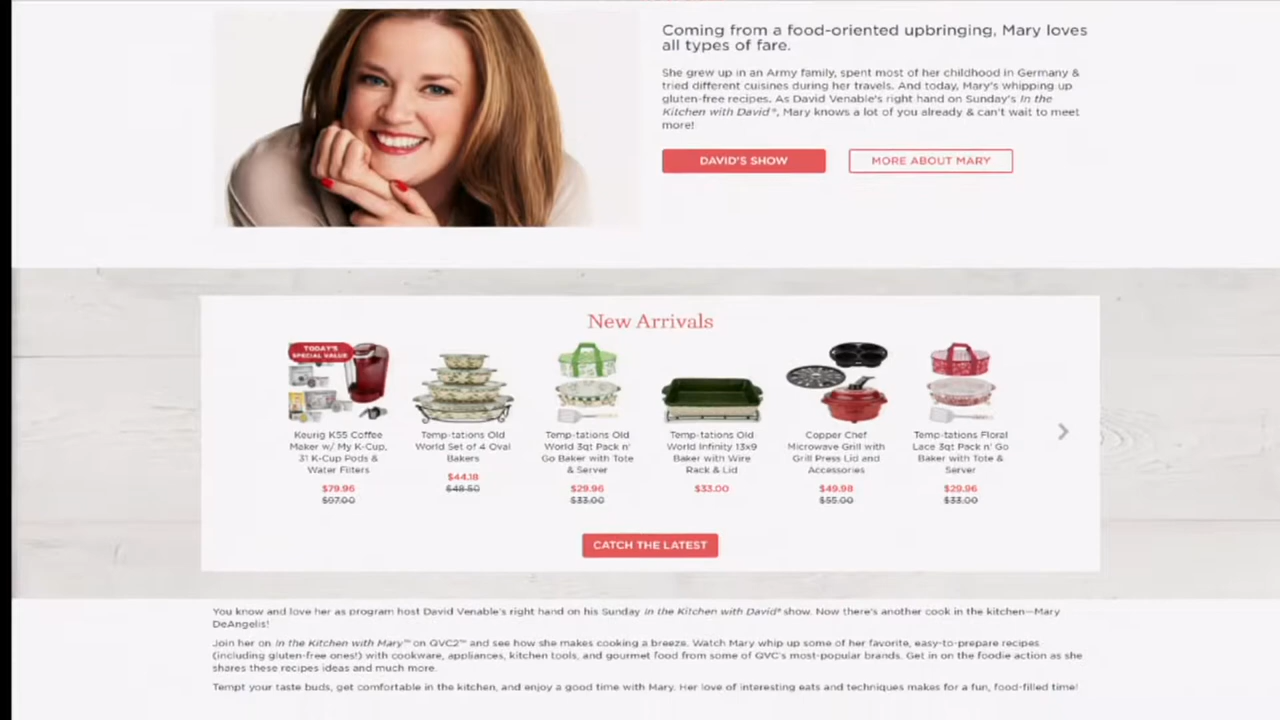 Coming from a food-oriented upbringing, Mary loves
all types of fare.
She grew up in an Army family, spent most of her childhood in Germany &
tried different cuisines during her travels. And today, Mary's whipping up
gluten-free recipes. As David Venable's right hand on Sunday's In the
Kitchen with David®, Mary knows a lot of you already & can't wait to meet
more!
DAVID'S SHOW
MORE ABOUT MARY
New Arrivals
TODAY'S
SPECIAL VALUE
Keurig K55 Coffee
Maker w/ My K-Cup,
31 K-Cup Pods &
Water Filters
$79.96
$97.00
Temp-tations Old
World Set of 4 Oval
Bakers
$44.18
$48.50
Temp-tations Old
World 3qt Pack n'
Go Baker with Tote
& Server
$29.96
$33.00
Temp-tations Old
World Infinity 13x9
Baker with Wire
Rack & Lid
$33.00
Copper Chef
Microwave Grill with
Grill Press Lid and
Accessories
$49.98
$55.00
Temp-tations Floral
Lace 3qt Pack n' Go
Baker with Tote &
Server
$29.96
$33.00
CATCH THE LATEST
You know and love her as program host David Venable's right hand on his Sunday In the Kitchen with David® show. Now there's another cook in the kitchen—Mary
DeAngelis!
Join her on In the Kitchen with Mary™ on QVC2™ and see how she makes cooking a breeze. Watch Mary whip up some of her favorite, easy-to-prepare recipes
(including gluten-free ones!) with cookware, appliances, kitchen tools, and gourmet food from some of QVC's most-popular brands. Get in on the foodie action as she
shares these recipes ideas and much more.
Tempt your taste buds, get comfortable in the kitchen, and enjoy a good time with Mary. Her love of interesting eats and techniques makes for a fun, food-filled time!